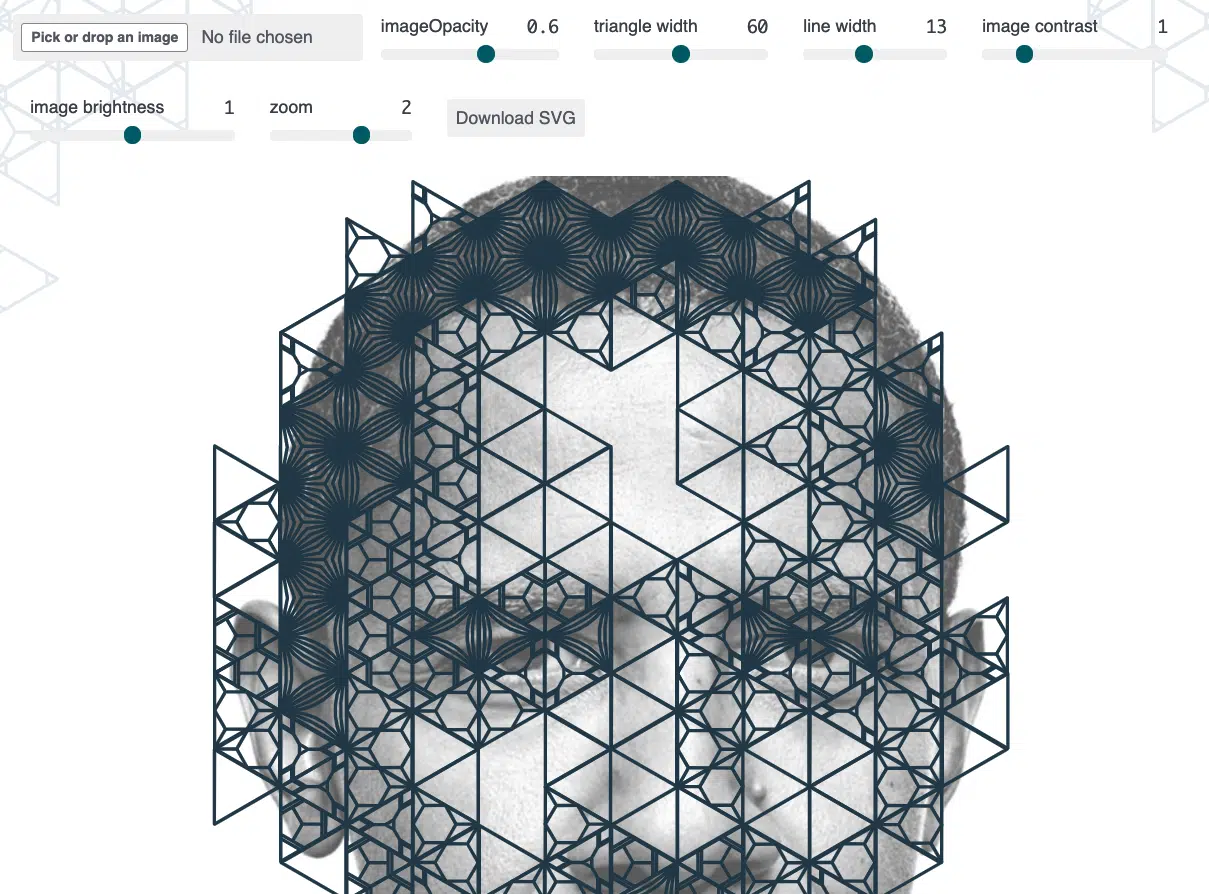 Pick or drop an image No file chosen
imageOpacity 0.6
triangle width 60
line width 13
image contrast 1
image brightness 1
zoom 2
Download SVG